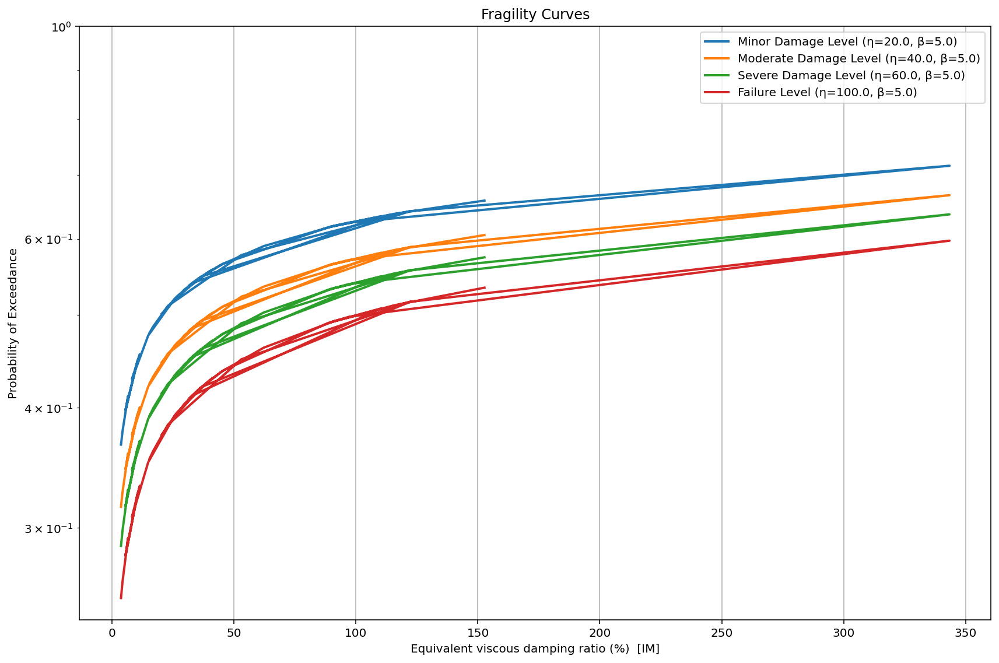 Fragility Curves
10⁰
6 × 10⁻¹
4 × 10⁻¹
3 × 10⁻¹
Probability of Exceedance
Minor Damage Level (η=20.0, β=5.0)
Moderate Damage Level (η=40.0, β=5.0)
Severe Damage Level (η=60.0, β=5.0)
Failure Level (η=100.0, β=5.0)
0 50 100 150 200 250 300 350
Equivalent viscous damping ratio (%) [IM]